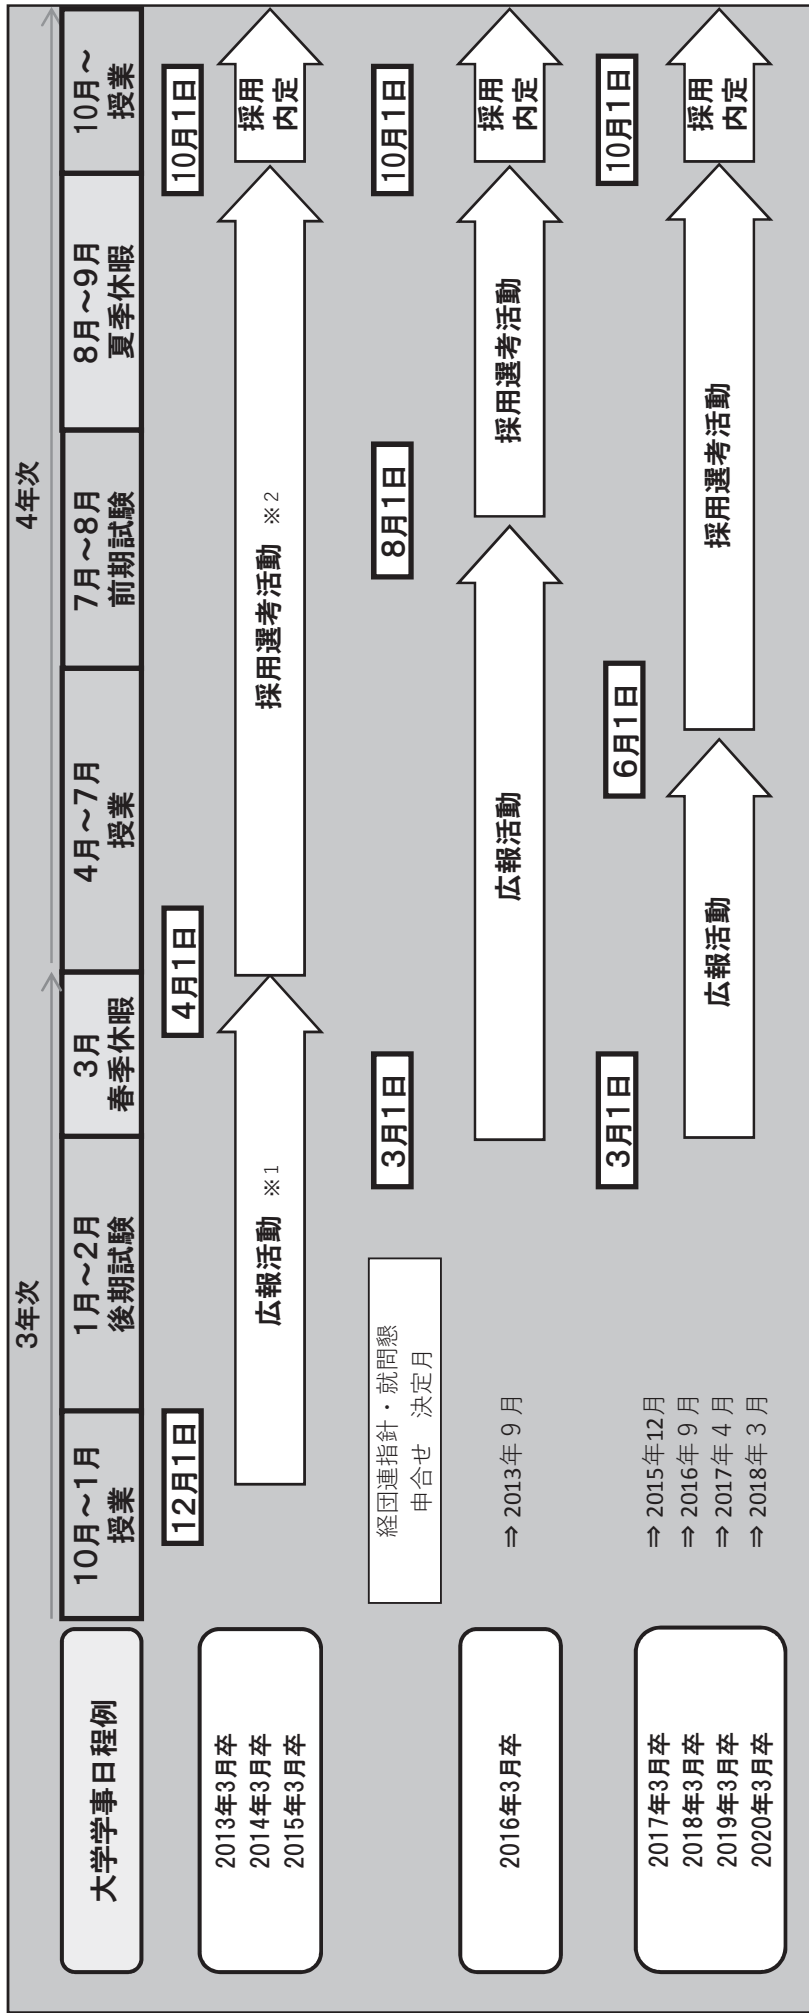 3年次
4年次
大学学事日程例
10月～1月
授業
1月～2月
後期試験
3月
春季休暇
4月～7月
授業
7月～8月
前期試験
8月～9月
夏季休暇
10月～
授業
2013年3月卒
2014年3月卒
2015年3月卒
12月1日
4月1日
10月1日
広報活動 ※1
採用選考活動 ※2
採用
内定
経団連指針・就問懇
申合せ 決定月
2016年3月卒
⇒ 2013年９月
3月1日
8月1日
10月1日
広報活動
採用選考活動
採用
内定
2017年3月卒
2018年3月卒
2019年3月卒
2020年3月卒
⇒ 2015年12月
⇒ 2016年９月
⇒ 2017年４月
⇒ 2018年３月
3月1日
6月1日
10月1日
広報活動
採用選考活動
採用
内定